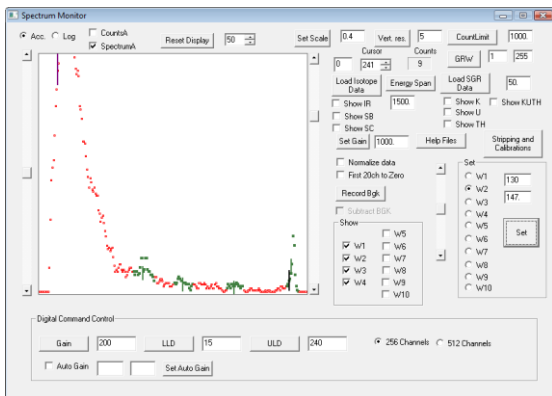 Spectrum Monitor
Acc. Log CountsA SpectrumA Reset Display 50 Set Scale 0.4 Vert. res. 5 CountLimit 1000.
Cursor Counts
0 241 9 GRW 1 255
Load Isotope Data Energy Span Load SGR Data 50.
Show IR 1500. Show K Show KUTH
Show SB Show U
Show SC Show TH
Set Gain 1000. Help Files Stripping and Calibrations
Normalize data
First 20ch to Zero
Record Bgk
Subtract BGK
Show
W5
W1 W6
W2 W7
W3 W8
W4 W9
W10
Set
W1 130
W2 147.
W3
W4
W5
W6 Set
W7
W8
W9
W10
Digital Command Control
Gain 200 LLD 15 ULD 240 256 Channels 512 Channels
Auto Gain Set Auto Gain